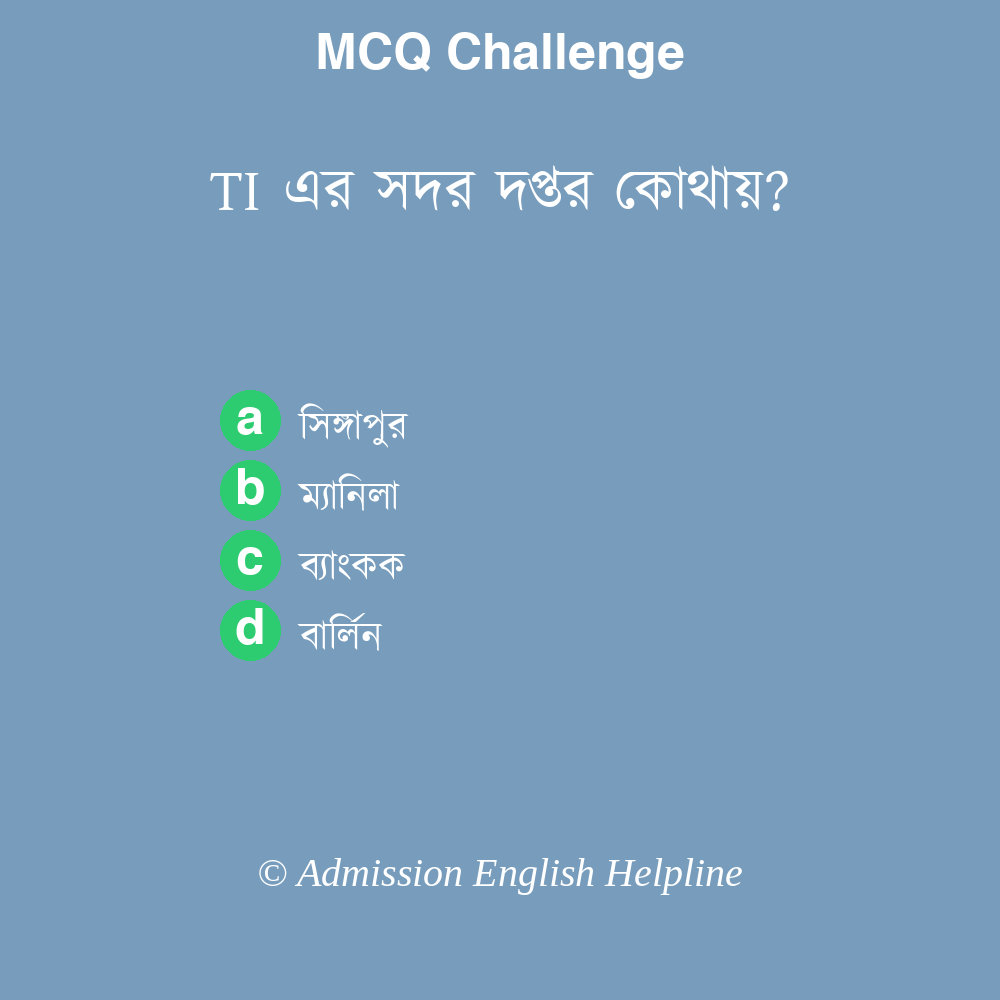 MCQ Challenge
TI এর সদর দপ্তর কোথায়?
a সিঙ্গাপুর
b ম্যানিলা
c ব্যাংকক
d বার্লিন
© Admission English Helpline